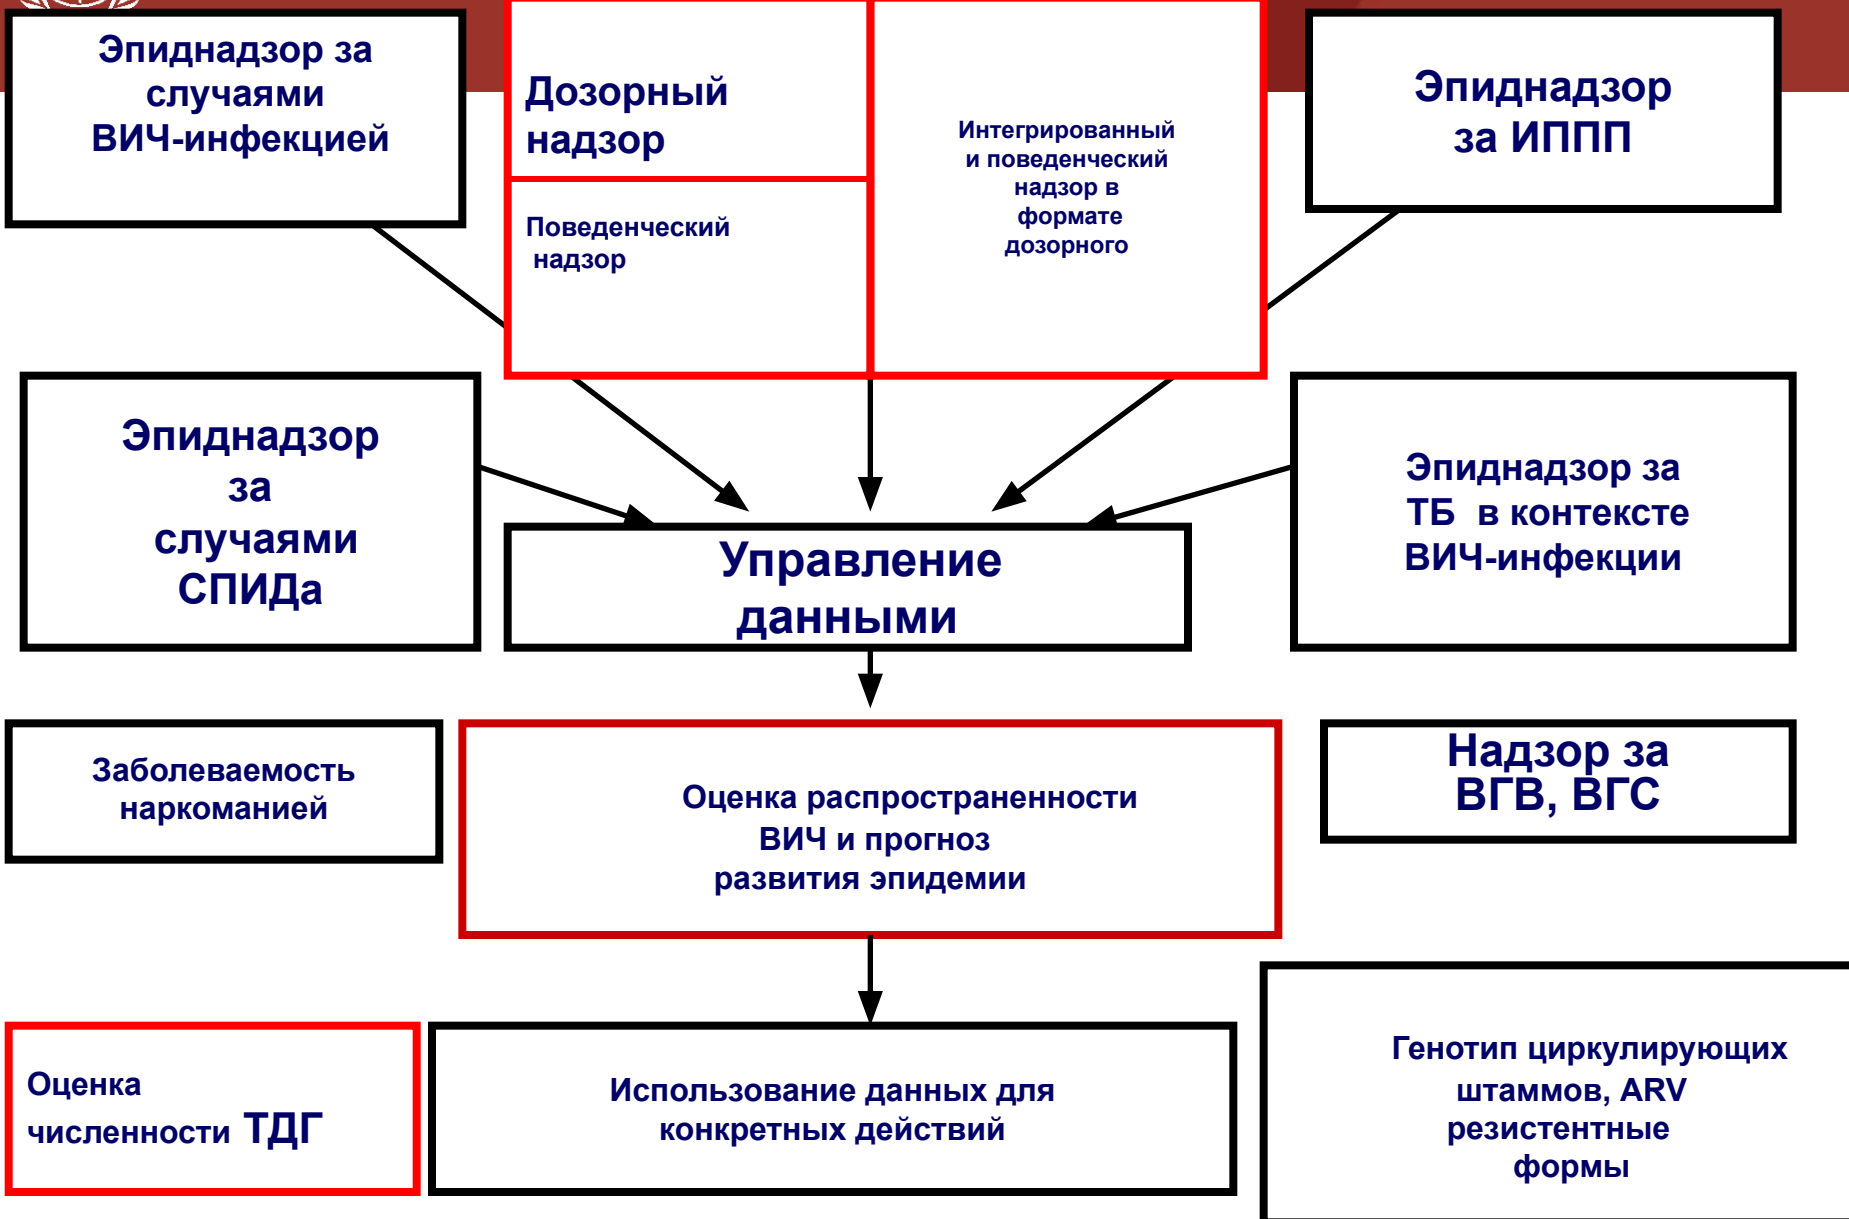 Эпиднадзор за
случаями
ВИЧ-инфекцией
Дозорный
надзор
Поведенческий
надзор
Интегрированный
и поведенческий
надзор в
формате
дозорного
Эпиднадзор
за ИППП
Эпиднадзор
за
случаями
СПИДа
Управление
данными
Эпиднадзор за
ТБ в контексте
ВИЧ-инфекции
Заболеваемость
наркоманией
Оценка распространенности
ВИЧ и прогноз
развития эпидемии
Надзор за
ВГВ, ВГС
Оценка
численности ТДГ
Использование данных для
конкретных действий
Генотип циркулирующих
штаммов, ARV
резистентные
формы